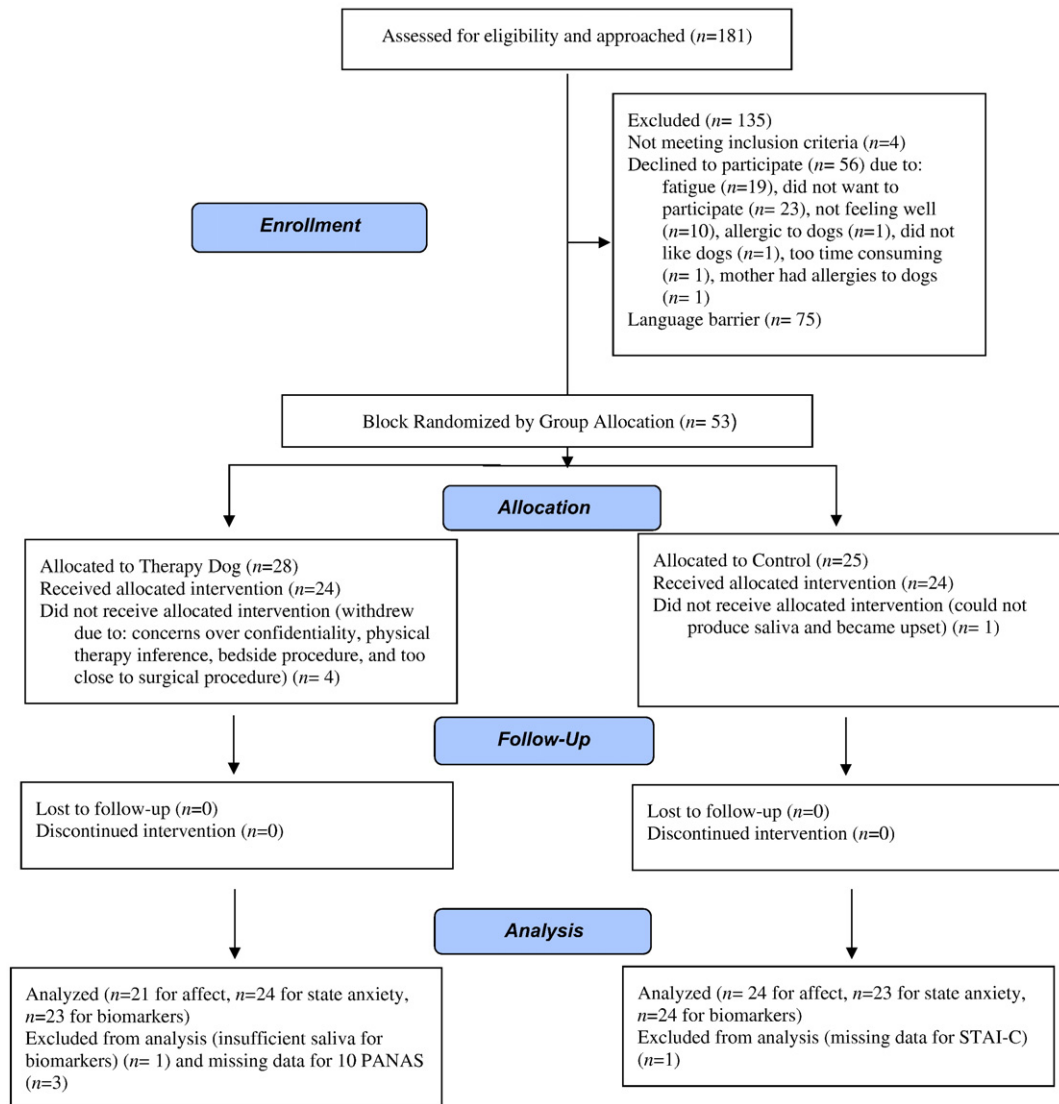 Assessed for eligibility and approached (n=181)
Excluded (n= 135)
Not meeting inclusion criteria (n=4)
Declined to participate (n= 56) due to:
fatigue (n=19), did not want to
participate (n= 23), not feeling well
(n=10), allergic to dogs (n=1), did not
like dogs (n=1), too time consuming
(n= 1), mother had allergies to dogs
(n= 1)
Language barrier (n= 75)
Enrollment
Block Randomized by Group Allocation (n= 53)
Allocation
Allocated to Therapy Dog (n=28)
Received allocated intervention (n=24)
Did not receive allocated intervention (withdrew
due to: concerns over confidentiality, physical
therapy inference, bedside procedure, and too
close to surgical procedure) (n= 4)
Allocated to Control (n=25)
Received allocated intervention (n=24)
Did not receive allocated intervention (could not
produce saliva and became upset) (n= 1)
Follow-Up
Lost to follow-up (n=0)
Discontinued intervention (n=0)
Lost to follow-up (n=0)
Discontinued intervention (n=0)
Analysis
Analyzed (n=21 for affect, n=24 for state anxiety,
n=23 for biomarkers)
Excluded from analysis (insufficient saliva for
biomarkers) (n= 1) and missing data for 10 PANAS
(n=3)
Analyzed (n= 24 for affect, n=23 for state anxiety,
n=24 for biomarkers)
Excluded from analysis (missing data for STAI-C)
(n=1)